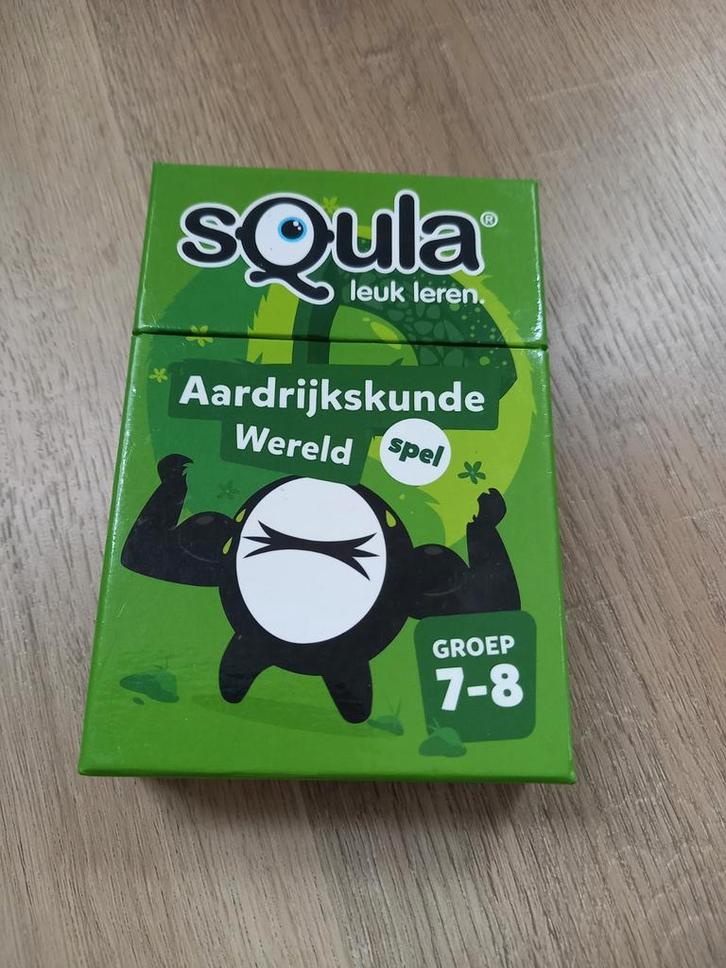 sQula®
leuk leren.
Aardrijkskunde
Wereld spel
GROEP
7-8